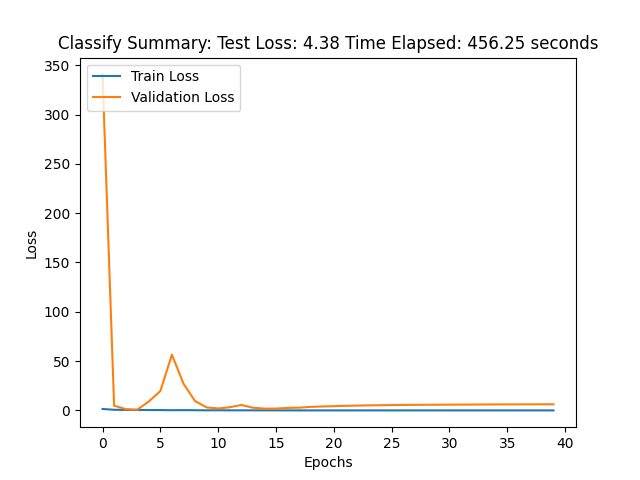 Classify Summary: Test Loss: 4.38 Time Elapsed: 456.25 seconds
Train Loss
Validation Loss
350
300
250
200
150
100
50
0
Loss
0 5 10 15 20 25 30 35 40
Epochs